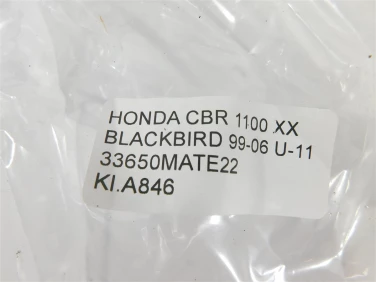 HONDA CBR 1100 XX
BLACKBIRD 99-06 U-11
33650MATE22
KI.A846